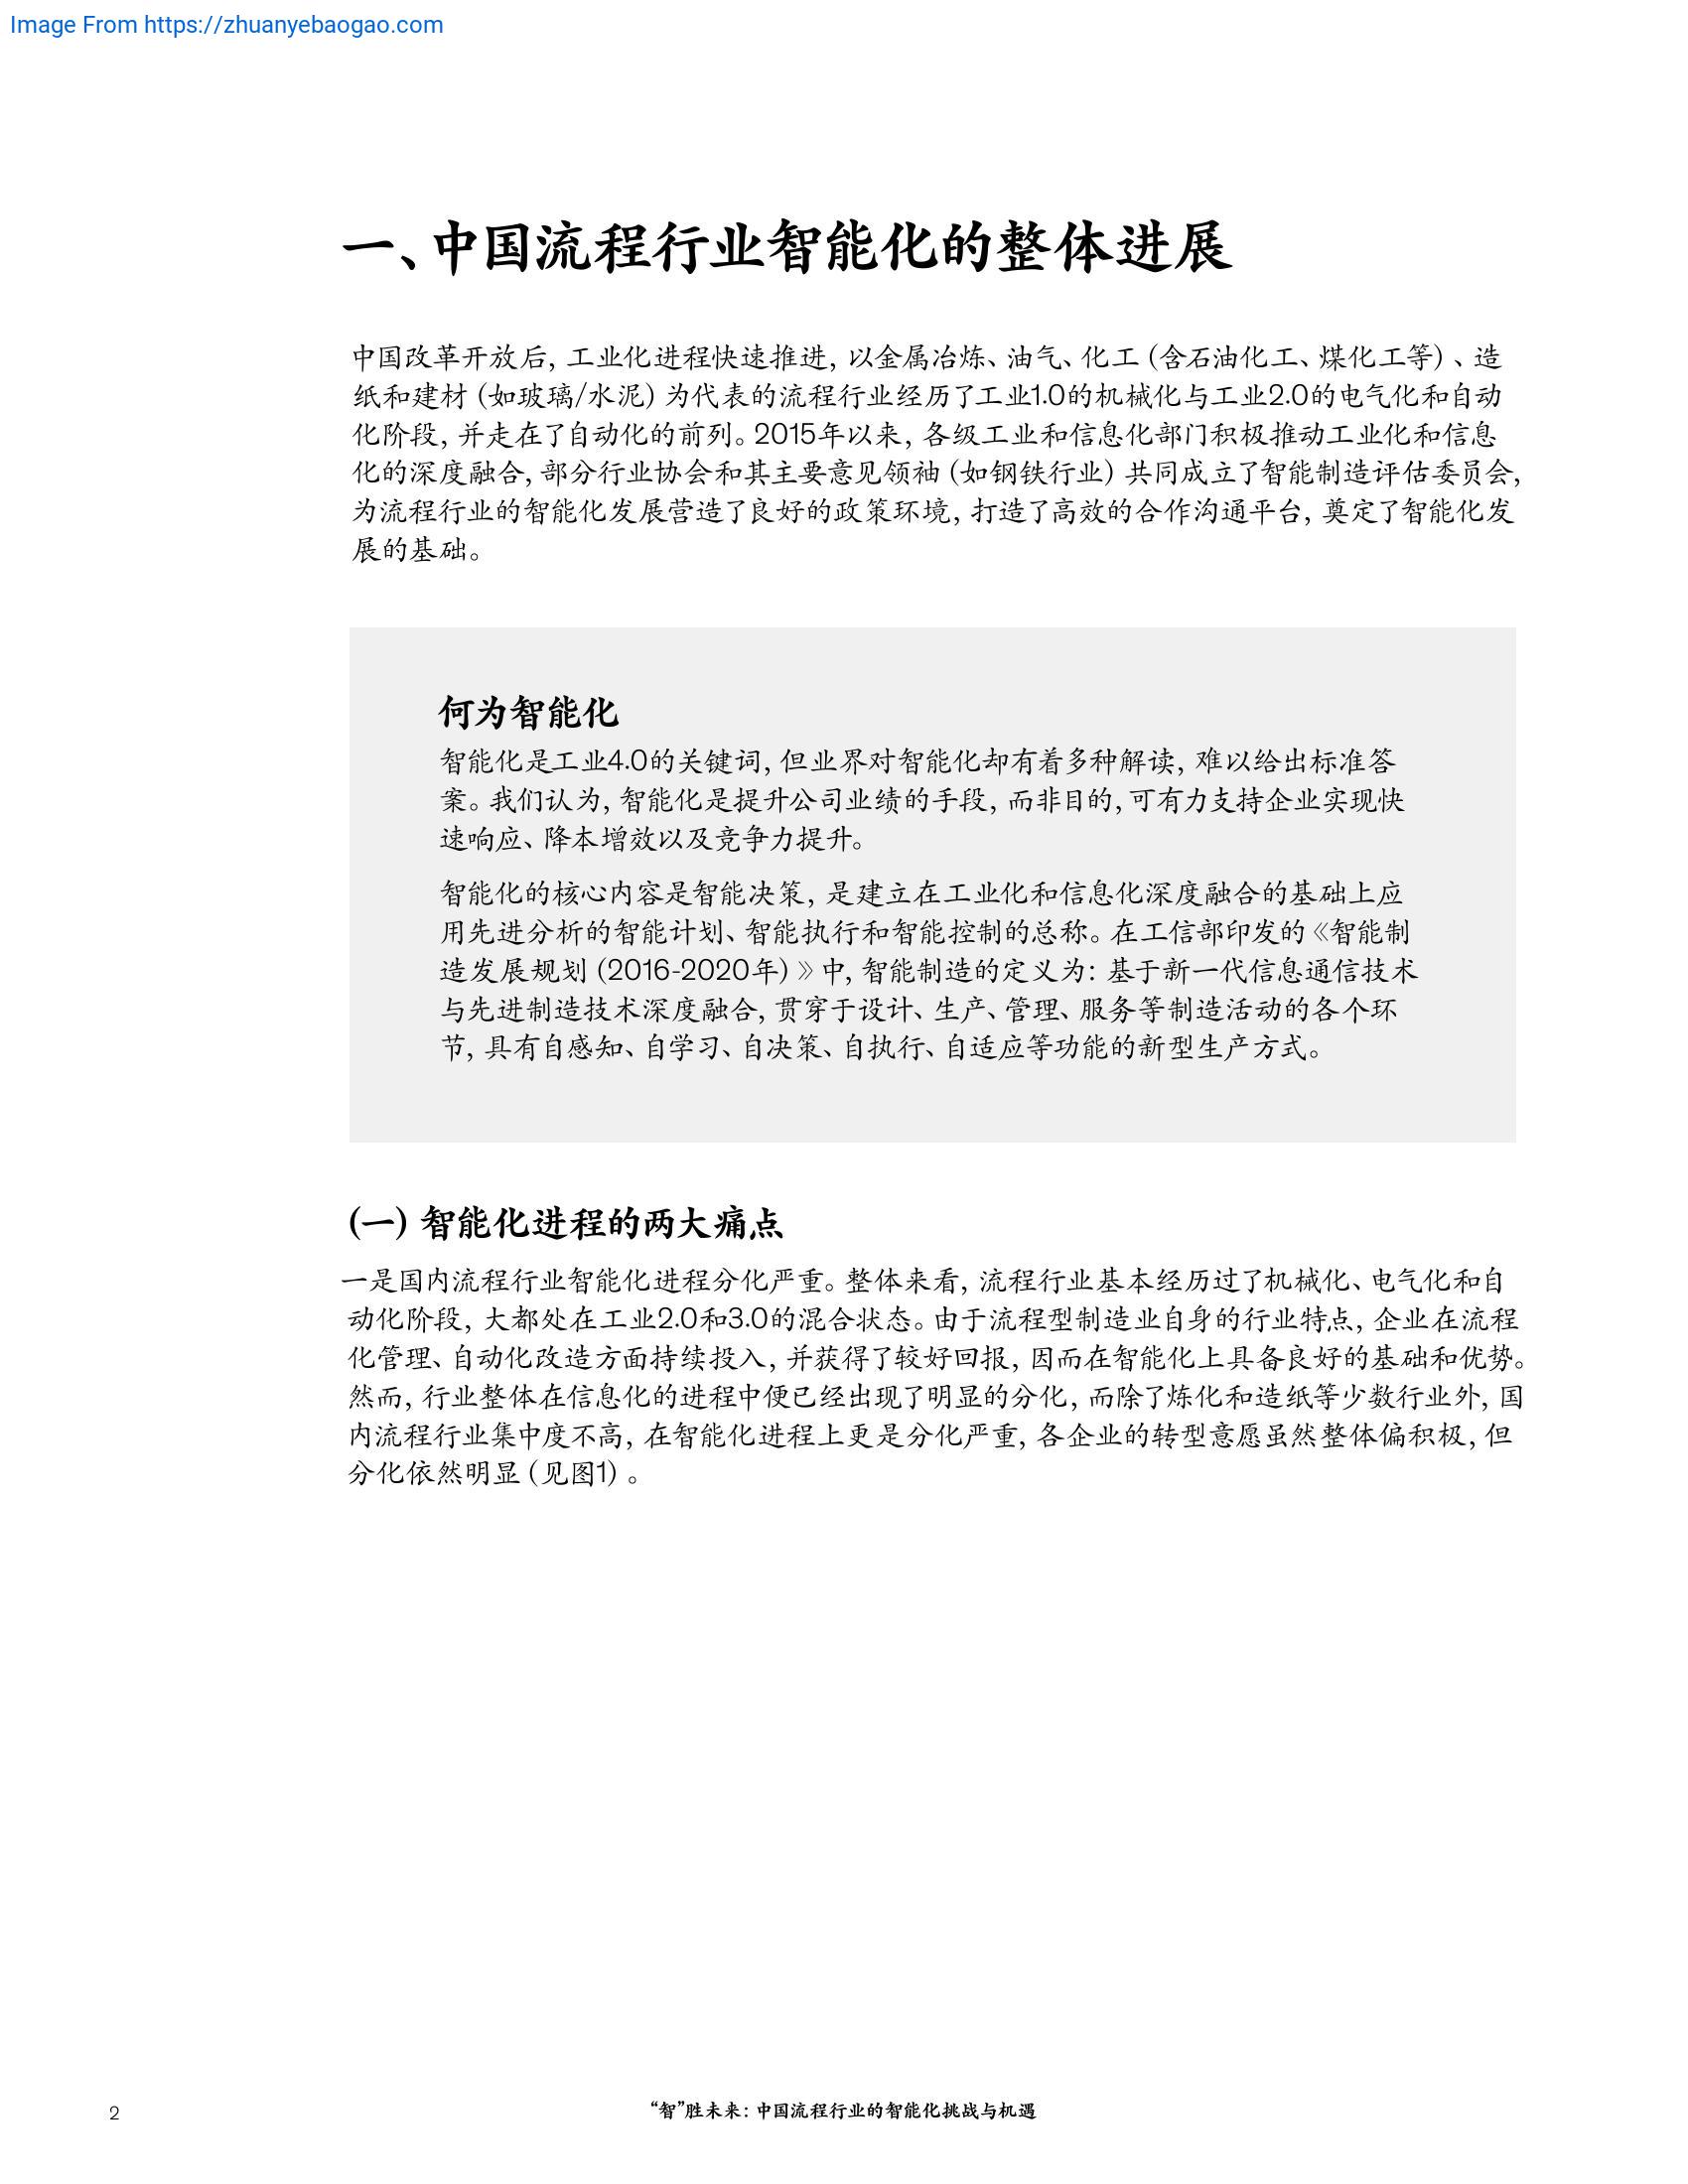 Image From https://zhuanyebaogao.com
一、中国流程行业智能化的整体进展
中国改革开放后，工业化进程快速推进，以金属冶炼、油气、化工（含石油化工、煤化工等）、造
纸和建材（如玻璃/水泥）为代表的流程行业经历了工业1.0的机械化与工业2.0的电气化和自动
化阶段，并走在了自动化的前列。2015年以来，各级工业和信息化部门积极推动工业化和信息
化的深度融合，部分行业协会和其主要意见领袖（如钢铁行业）共同成立了智能制造评估委员会，
为流程行业的智能化发展营造了良好的政策环境，打造了高效的合作沟通平台，奠定了智能化发
展的基础。
何为智能化
智能化是工业4.0的关键词，但业界对智能化却有着多种解读，难以给出标准答
案。我们认为，智能化是提升公司业绩的手段，而非目的，可有力支持企业实现快
速响应、降本增效以及竞争力提升。
智能化的核心内容是智能决策，是建立在工业化和信息化深度融合的基础上应
用先进分析的智能计划、智能执行和智能控制的总称。在工信部印发的《智能制
造发展规划（2016-2020年）》中，智能制造的定义为：基于新一代信息通信技术
与先进制造技术深度融合，贯穿于设计、生产、管理、服务等制造活动的各个环
节，具有自感知、自学习、自决策、自执行、自适应等功能的新型生产方式。
（一）智能化进程的两大痛点
一是国内流程行业智能化进程分化严重。整体来看，流程行业基本经历过了机械化、电气化和自
动化阶段，大都处在工业2.0和3.0的混合状态。由于流程型制造业自身的行业特点，企业在流程
化管理、自动化改造方面持续投入，并获得了较好回报，因而在智能化上具备良好的基础和优势。
然而，行业整体在信息化的进程中便已经出现了明显的分化，而除了炼化和造纸等少数行业外，国
内流程行业集中度不高，在智能化进程上更是分化严重，各企业的转型意愿虽然整体偏积极，但
分化依然明显（见图1）。
2
“智”胜未来：中国流程行业的智能化挑战与机遇